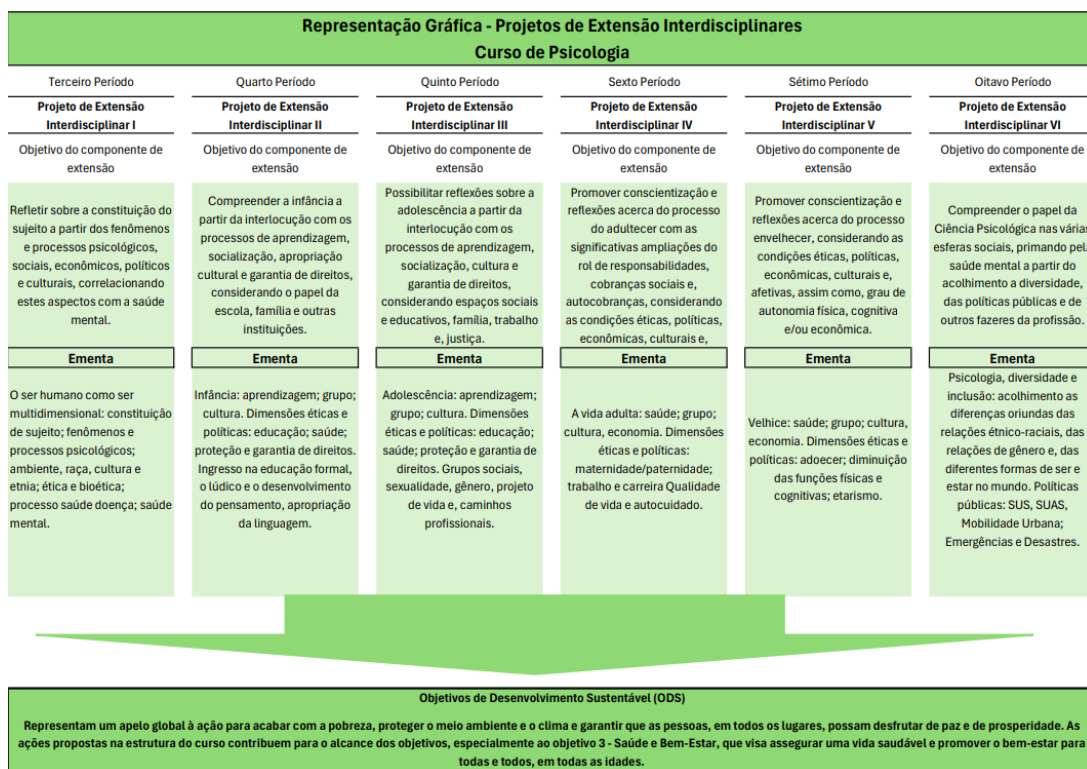 Representação Gráfica - Projetos de Extensão Interdisciplinares
Curso de Psicologia
Terceiro Período
Projeto de Extensão
Interdisciplinar I
Objetivo do componente de
extensão
Refletir sobre a constituição do
sujeito a partir dos fenômenos
e processos psicológicos,
sociais, econômicos, políticos
e culturais, correlacionando
estes aspectos com a saúde
mental.
Ementa
O ser humano como ser
multidimensional: constituição
de sujeito; fenômenos e
processos psicológicos;
ambiente, raça, cultura e
etnia; ética e bioética;
processo saúde doença; saúde
mental.
Quarto Período
Projeto de Extensão
Interdisciplinar II
Objetivo do componente de
extensão
Compreender a infância a
partir da interlocução com os
processos de aprendizagem,
socialização, apropriação
cultural e garantia de direitos,
considerando o papel da
escola, família e outras
instituições.
Ementa
Infância: aprendizagem; grupo;
cultura. Dimensões éticas e
políticas: educação; saúde;
proteção e garantia de direitos.
Ingresso na educação formal,
o lúdico e o desenvolvimento
do pensamento, apropriação
da linguagem.
Quinto Período
Projeto de Extensão
Interdisciplinar III
Objetivo do componente de
extensão
Possibilitar reflexões sobre a
adolescência a partir da
interlocução com os
processos de aprendizagem,
socialização, cultura e
garantia de direitos,
considerando espaços sociais
e educativos, família, trabalho
e, justiça.
Ementa
Adolescência: aprendizagem;
grupo; cultura. Dimensões
éticas e políticas: educação;
saúde; proteção e garantia de
direitos. Grupos sociais,
sexualidade, gênero, projeto
de vida e, caminhos
profissionais.
Sexto Período
Projeto de Extensão
Interdisciplinar IV
Objetivo do componente de
extensão
Promover conscientização e
reflexões acerca do processo
do adultecer com as
significativas ampliações do
rol de responsabilidades,
cobranças sociais e,
autocobranças, considerando
as condições éticas, políticas,
econômicas, culturais e,
Ementa
A vida adulta: saúde; grupo;
cultura, economia. Dimensões
éticas e políticas:
maternidade/paternidade;
trabalho e carreira Qualidade
de vida e autocuidado.
Sétimo Período
Projeto de Extensão
Interdisciplinar V
Objetivo do componente de
extensão
Promover conscientização e
reflexões acerca do processo
envelhecer, considerando as
condições éticas, políticas,
econômicas, culturais e,
afetivas, assim como, grau de
autonomia física, cognitiva
e/ou econômica.
Ementa
Velhice: saúde; grupo; cultura,
economia. Dimensões éticas e
políticas: adoecer; diminuição
das funções físicas e
cognitivas; etarismo.
Oitavo Período
Projeto de Extensão
Interdisciplinar VI
Objetivo do componente de
extensão
Compreender o papel da
Ciência Psicológica nas várias
esferas sociais, primando pela
saúde mental a partir do
acolhimento a diversidade,
das políticas públicas e de
outros fazeres da profissão.
Ementa
Psicologia, diversidade e
inclusão: acolhimento as
diferenças oriundas das
relações étnico-raciais, das
relações de gênero e, das
diferentes formas de ser e
estar no mundo. Políticas
públicas: SUS, SUAS,
Mobilidade Urbana;
Emergências e Desastres.
Objetivos de Desenvolvimento Sustentável (ODS)
Representam um apelo global à ação para acabar com a pobreza, proteger o meio ambiente e o clima e garantir que as pessoas, em todos os lugares, possam desfrutar de paz e de prosperidade. As
ações propostas na estrutura do curso contribuem para o alcance dos objetivos, especialmente ao objetivo 3 - Saúde e Bem-Estar, que visa assegurar uma vida saudável e promover o bem-estar para
todas e todos, em todas as idades.